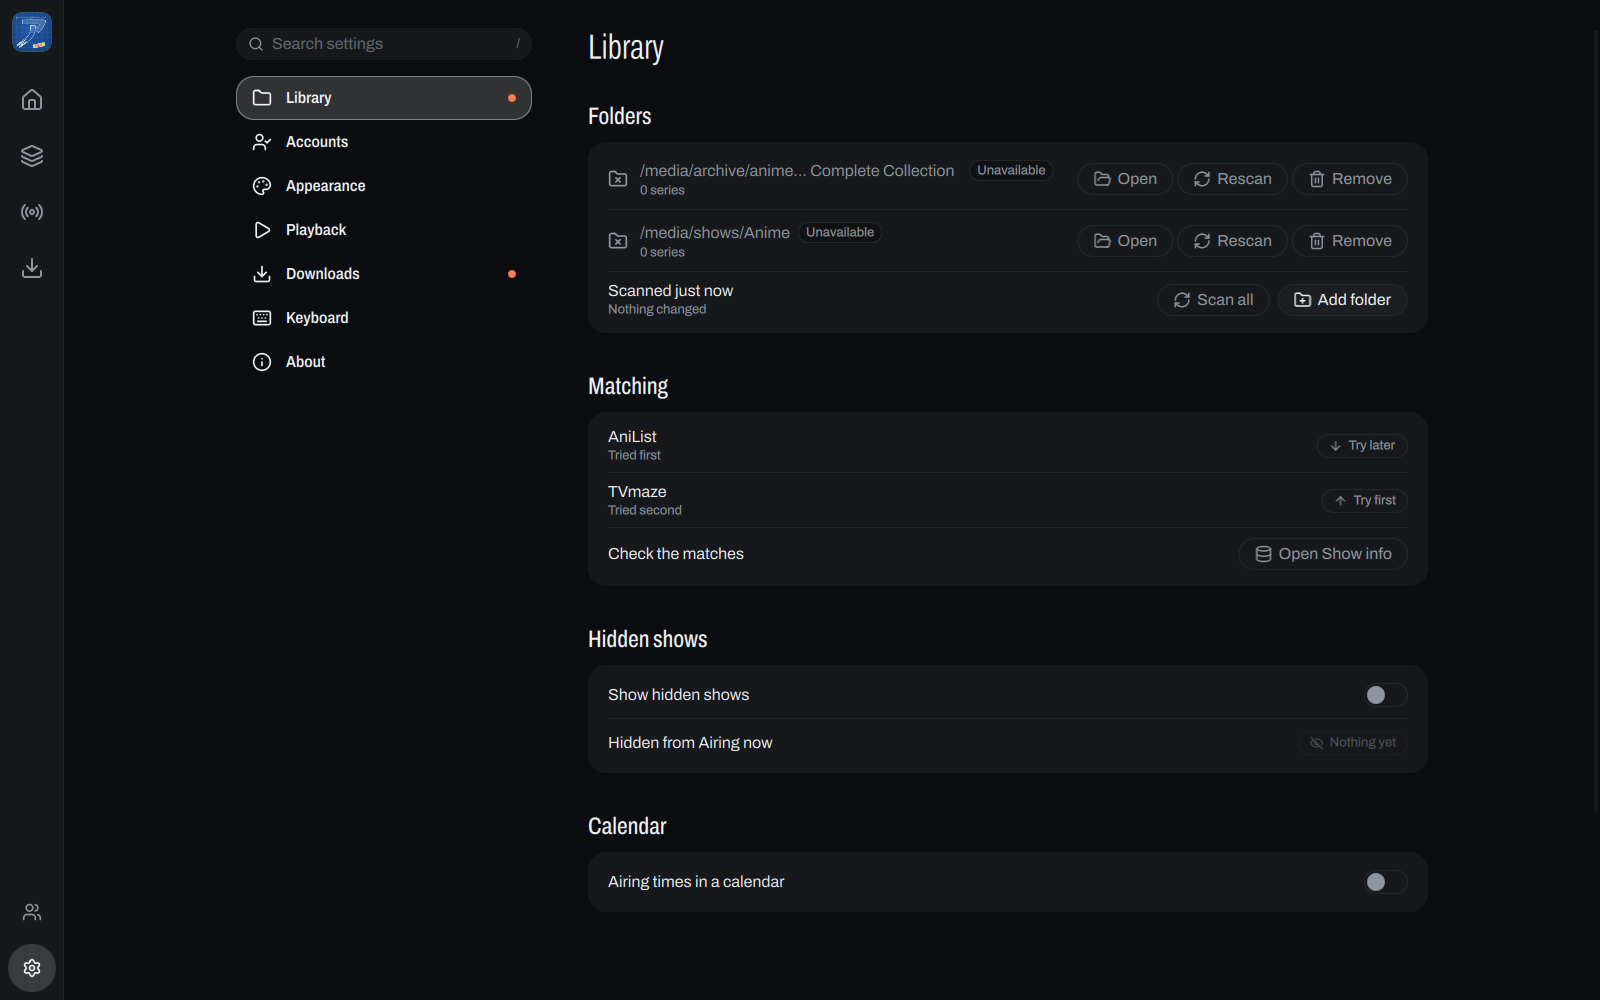 Search settings /
Library
Accounts
Appearance
Playback
Downloads
Keyboard
About
Library
Folders
/media/archive/anime... Complete Collection Unavailable
0 series
Open Rescan Remove
/media/shows/Anime Unavailable
0 series
Open Rescan Remove
Scanned just now
Nothing changed
Scan all Add folder
Matching
AniList
Tried first
Try later
TVmaze
Tried second
Try first
Check the matches
Open Show info
Hidden shows
Show hidden shows
Hidden from Airing now
Nothing yet
Calendar
Airing times in a calendar